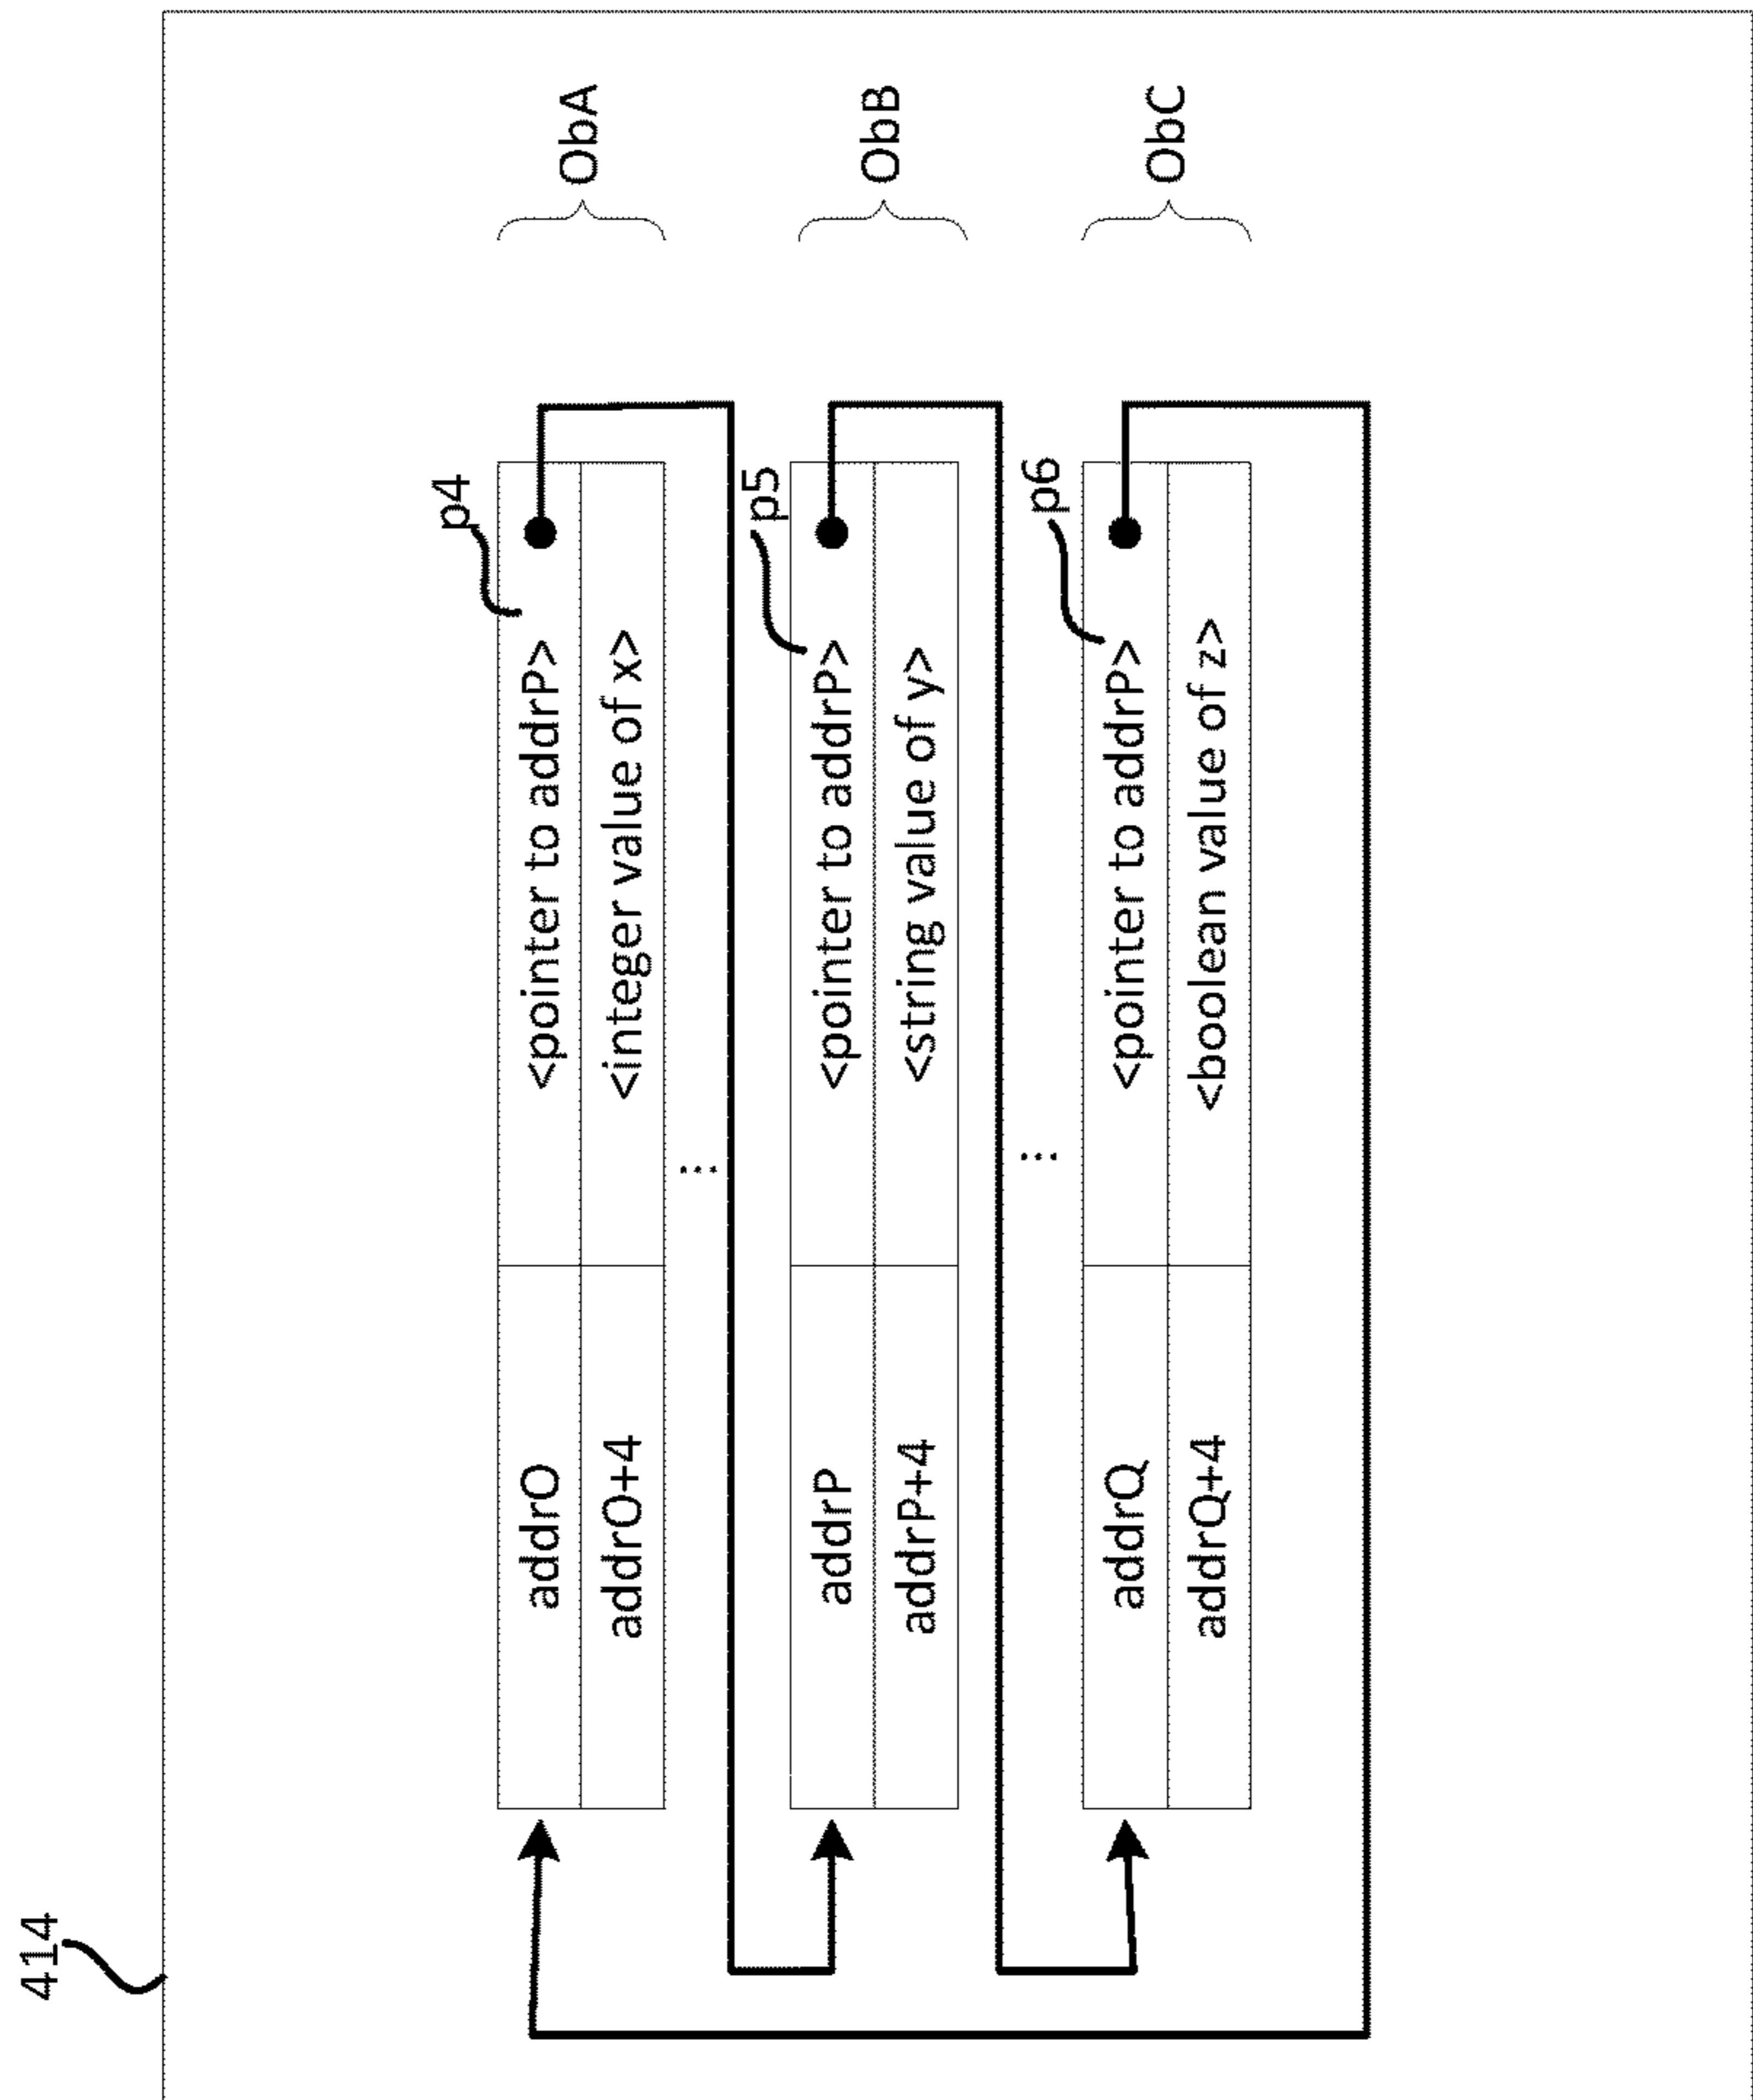 414
p4
addrO <pointer to addrP> ObA
addrO+4 <integer value of x>
...
p5
addrP <pointer to addrP> ObB
addrP+4 <string value of y>
...
p6
addrQ <pointer to addrP> ObC
addrQ+4 <boolean value of z>